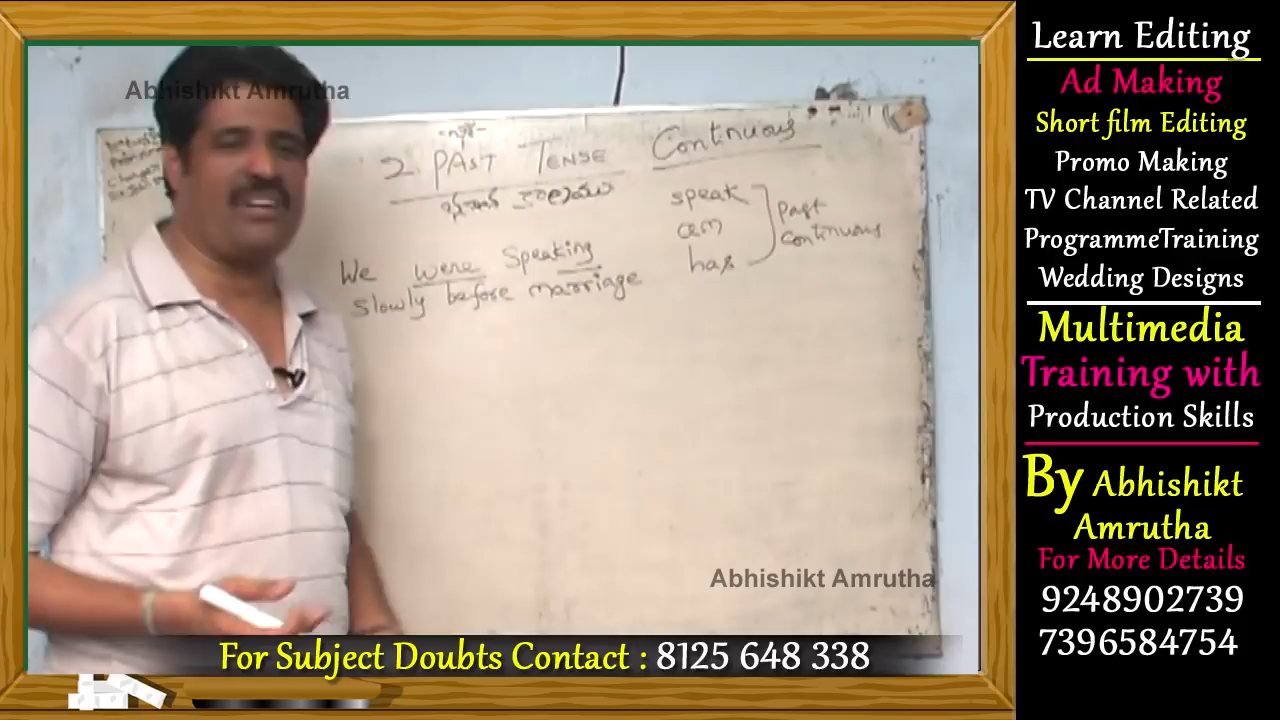 Abhishikt Amrutha
2. PAST TENSE Continuous
భూత కాలము
speak
am
has
past
continuous
We were speaking
slowly before marriage
Abhishikt Amrutha
For Subject Doubts Contact : 8125 648 338
Learn Editing
Ad Making
Short film Editing
Promo Making
TV Channel Related
ProgrammeTraining
Wedding Designs
Multimedia
Training with
Production Skills
By Abhishikt
Amrutha
For More Details
9248902739
7396584754